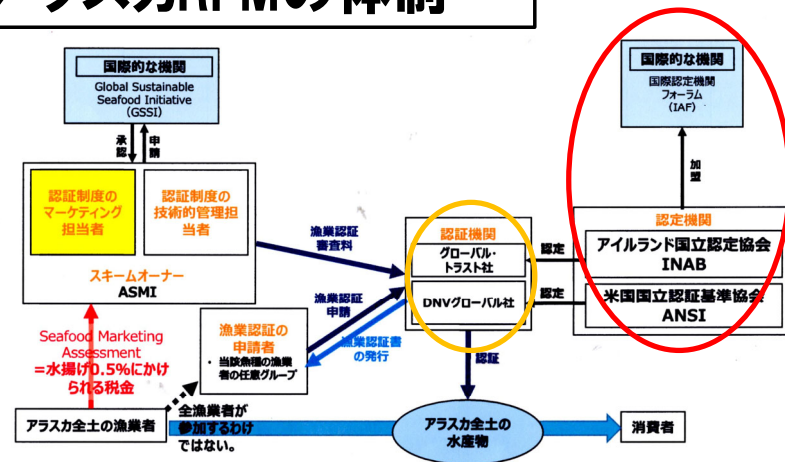 アラスカRFMの体制
国際的な機関
Global Sustainable
Seafood Initiative
(GSSI)
承認
申請
認証制度の
マーケティング
担当者
認証制度の
技術的管理担
当者
スキームオーナー
ASMI
Seafood Marketing
Assessment
=水揚げ0.5%にかけ
られる税金
アラスカ全土の漁業者
漁業認証の
申請者
・ 当該魚種の漁業
者の任意グループ
全漁業者が
参加するわけ
ではない。
漁業認証
審査料
漁業認証
申請
漁業認証書
の発行
認証機関
グローバル・
トラスト社
DNVグローバル社
認証
アラスカ全土の
水産物
消費者
認定
認定
国際的な機関
国際認定機関
フォーラム
(IAF)
加盟
認定機関
アイルランド国立認定協会
INAB
米国国立認証基準協会
ANSI